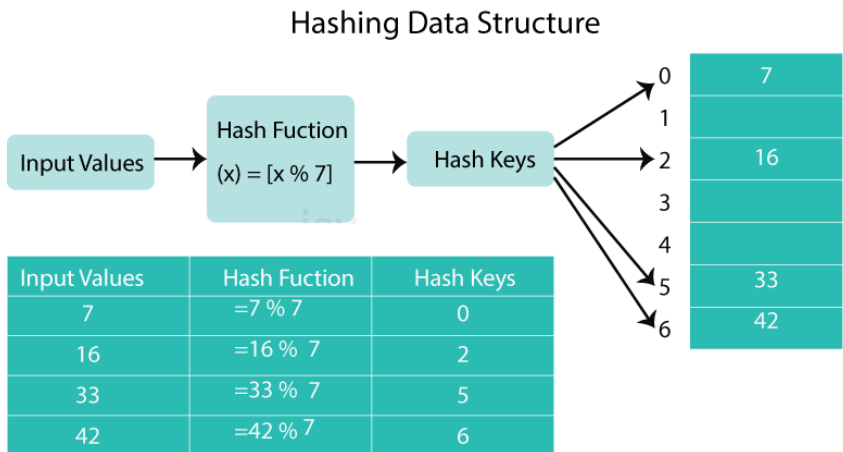 Hashing Data Structure
Input Values
Hash Fuction
(x) = [x % 7]
Hash Keys
0 7
1
2 16
3
4
5 33
6 42
Input Values Hash Fuction Hash Keys
7 =7 % 7 0
16 =16 % 7 2
33 =33 % 7 5
42 =42 % 7 6